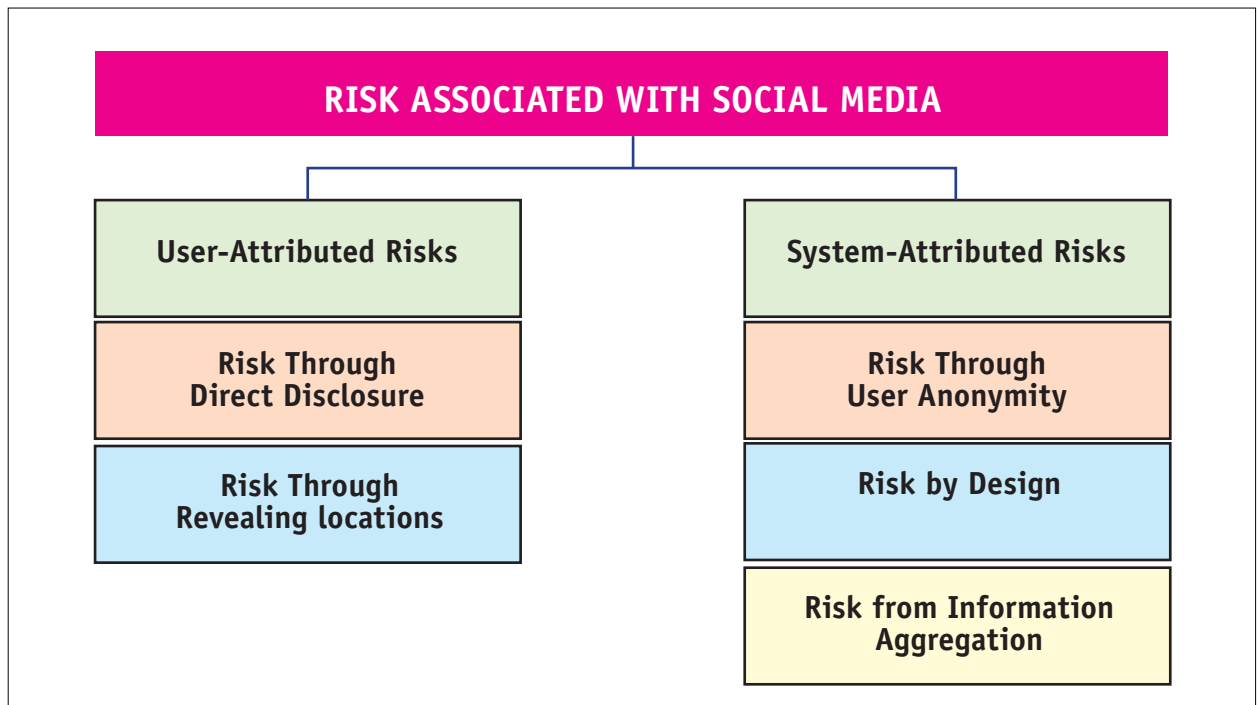 RISK ASSOCIATED WITH SOCIAL MEDIA
User-Attributed Risks
Risk Through
Direct Disclosure
Risk Through
Revealing locations
System-Attributed Risks
Risk Through
User Anonymity
Risk by Design
Risk from Information
Aggregation